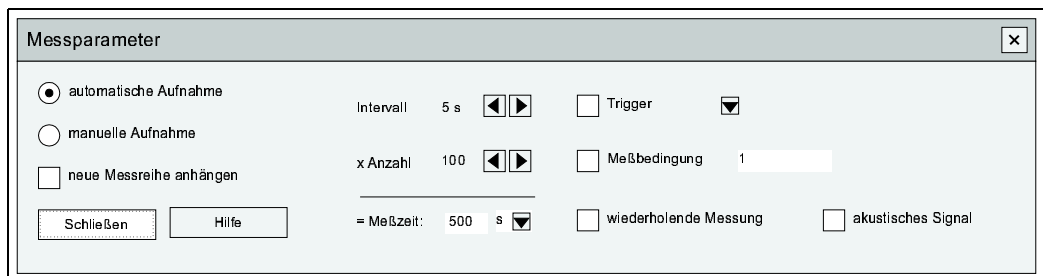 Messparameter
automatische Aufnahme
manuelle Aufnahme
neue Messreihe anhängen
Schließen
Hilfe
Intervall 5 s
x Anzahl 100
= Meßzeit: 500 s
Trigger
Meßbedingung 1
wiederholende Messung
akustisches Signal